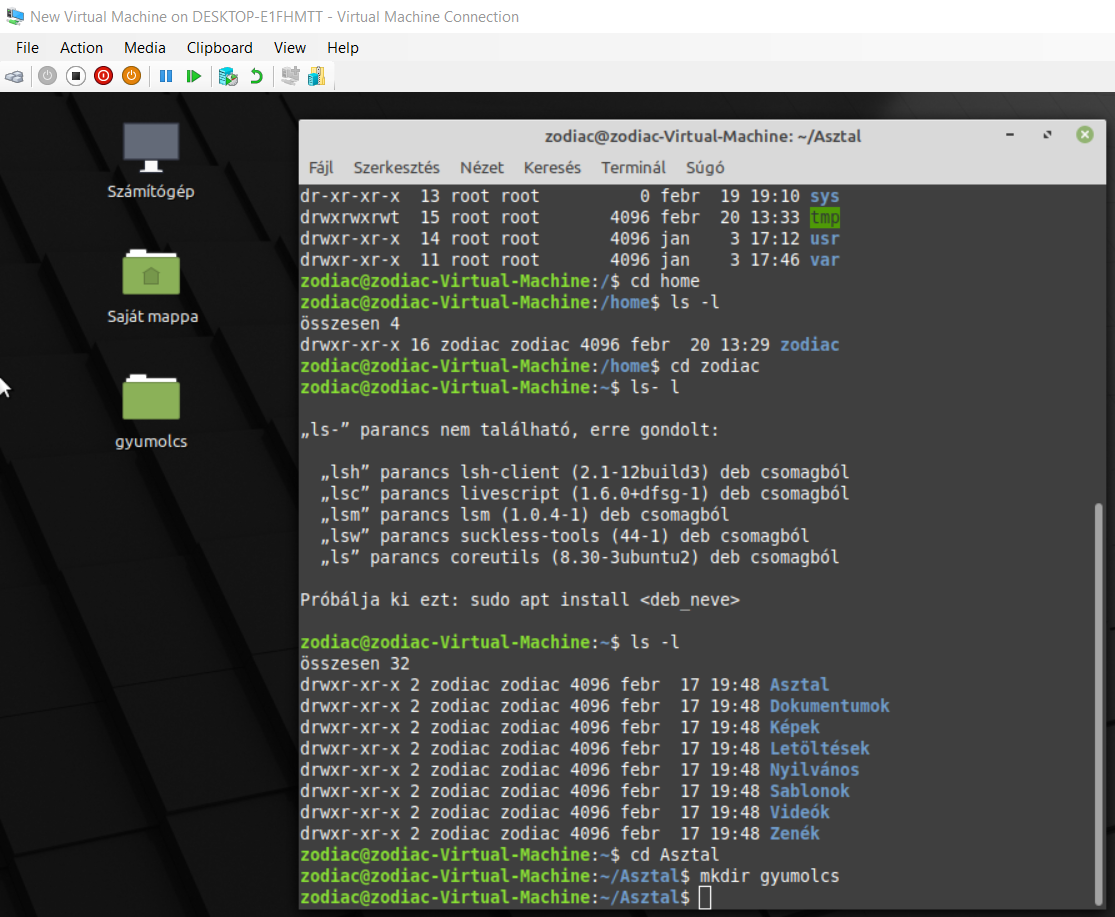 New Virtual Machine on DESKTOP-E1FHMTT - Virtual Machine Connection
File Action Media Clipboard View Help
Számítógép
Saját mappa
gyumolcs
zodiac@zodiac-Virtual-Machine: ~/Asztal
Fájl Szerkesztés Nézet Keresés Terminál Súgó
dr-xr-xr-x  13 root root          0 febr  19 19:10 sys
drwxrwxrwt  15 root root       4096 febr  20 13:33 tmp
drwxr-xr-x  14 root root       4096 jan    3 17:12 usr
drwxr-xr-x  11 root root       4096 jan    3 17:46 var
zodiac@zodiac-Virtual-Machine:/$ cd home
zodiac@zodiac-Virtual-Machine:/home$ ls -l
összesen 4
drwxr-xr-x 16 zodiac zodiac 4096 febr  20 13:29 zodiac
zodiac@zodiac-Virtual-Machine:/home$ cd zodiac
zodiac@zodiac-Virtual-Machine:~$ ls- l
„ls-” parancs nem található, erre gondolt:
„lsh” parancs lsh-client (2.1-12build3) deb csomagból
„lsc” parancs livescript (1.6.0+dfsg-1) deb csomagból
„lsm” parancs lsm (1.0.4-1) deb csomagból
„lsw” parancs suckless-tools (44-1) deb csomagból
„ls” parancs coreutils (8.30-3ubuntu2) deb csomagból
Próbálja ki ezt: sudo apt install <deb_neve>
zodiac@zodiac-Virtual-Machine:~$ ls -l
összesen 32
drwxr-xr-x 2 zodiac zodiac 4096 febr  17 19:48 Asztal
drwxr-xr-x 2 zodiac zodiac 4096 febr  17 19:48 Dokumentumok
drwxr-xr-x 2 zodiac zodiac 4096 febr  17 19:48 Képek
drwxr-xr-x 2 zodiac zodiac 4096 febr  17 19:48 Letöltések
drwxr-xr-x 2 zodiac zodiac 4096 febr  17 19:48 Nyilvános
drwxr-xr-x 2 zodiac zodiac 4096 febr  17 19:48 Sablonok
drwxr-xr-x 2 zodiac zodiac 4096 febr  17 19:48 Videók
drwxr-xr-x 2 zodiac zodiac 4096 febr  17 19:48 Zenék
zodiac@zodiac-Virtual-Machine:~$ cd Asztal
zodiac@zodiac-Virtual-Machine:~/Asztal$ mkdir gyumolcs
zodiac@zodiac-Virtual-Machine:~/Asztal$